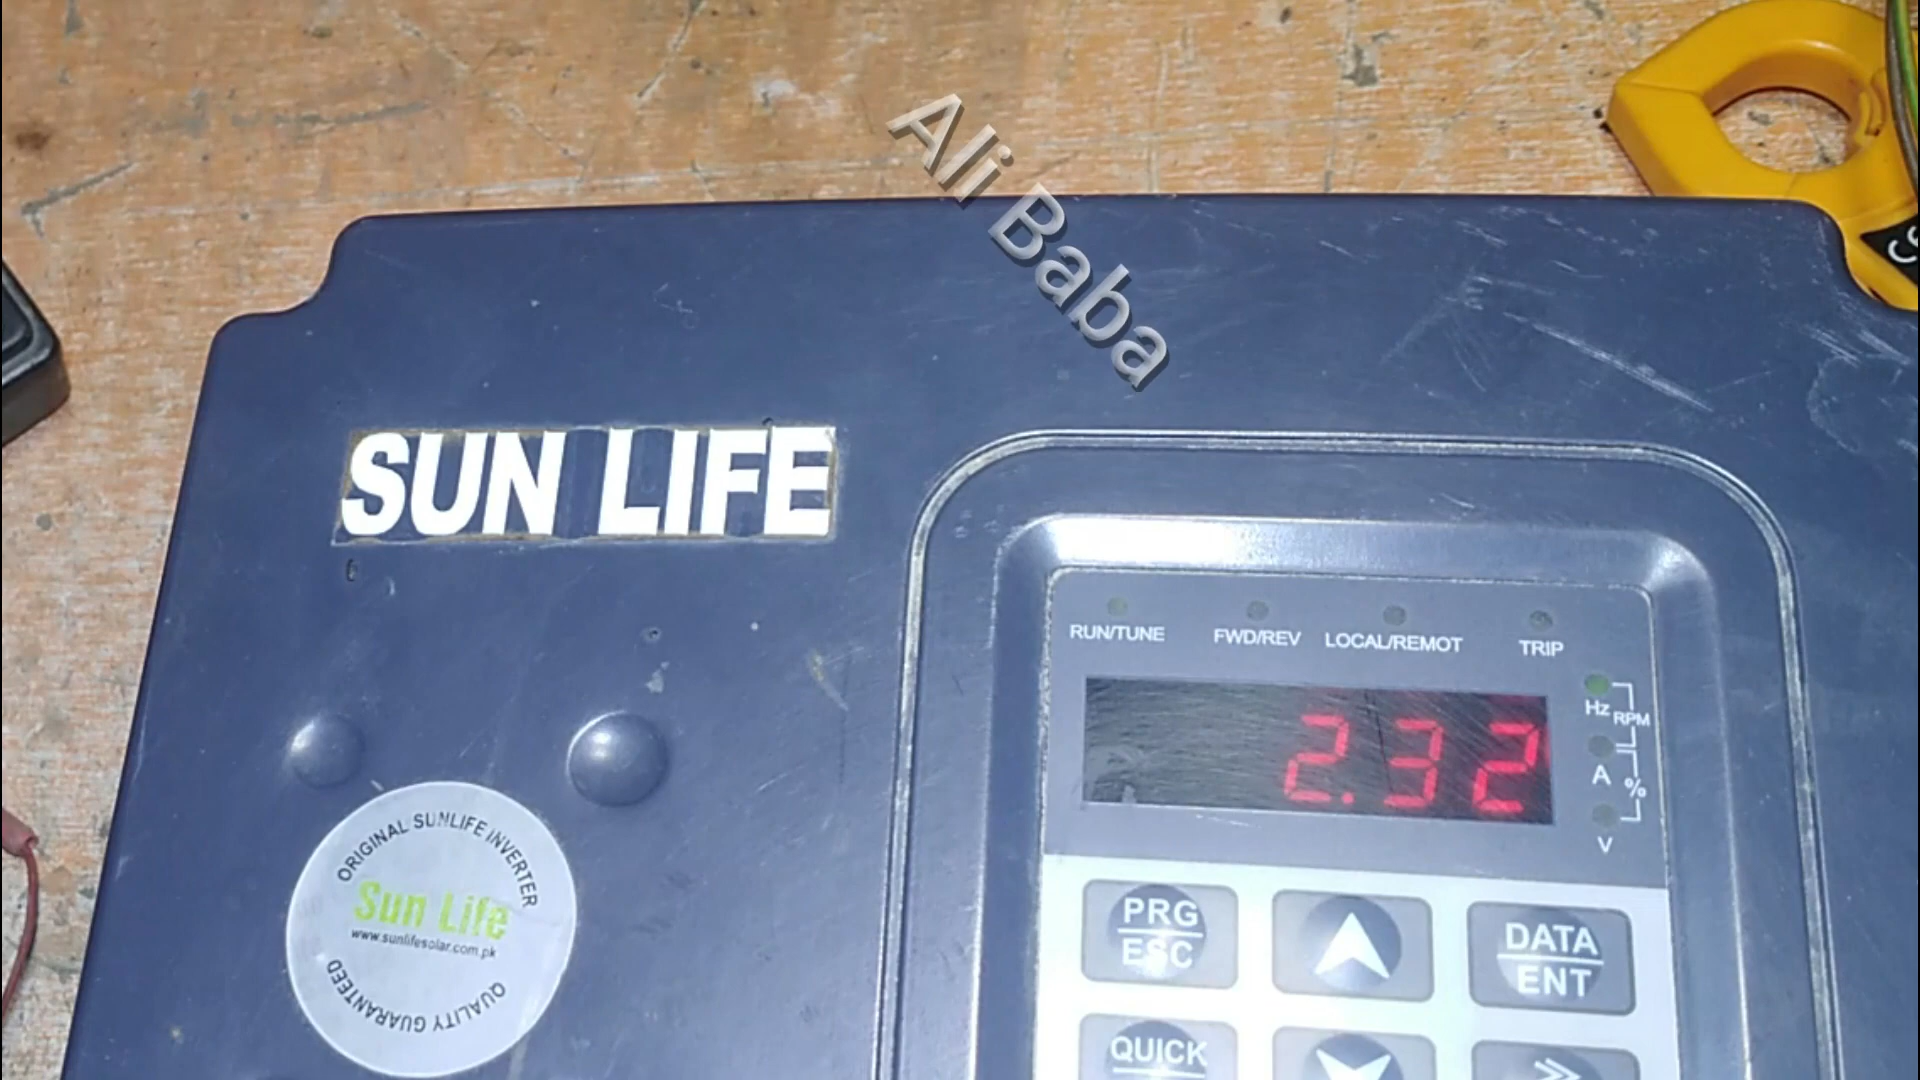 Ali Baba
SUN LIFE
RUN/TUNE FWD/REV LOCAL/REMOT TRIP
Hz RPM
2.32
A %
V
PRG
ESC
DATA
ENT
QUICK
ORIGINAL SUNLIFE INVERTER
Sun Life
www.sunlifesolar.com.pk
QUALITY GUARANTEED